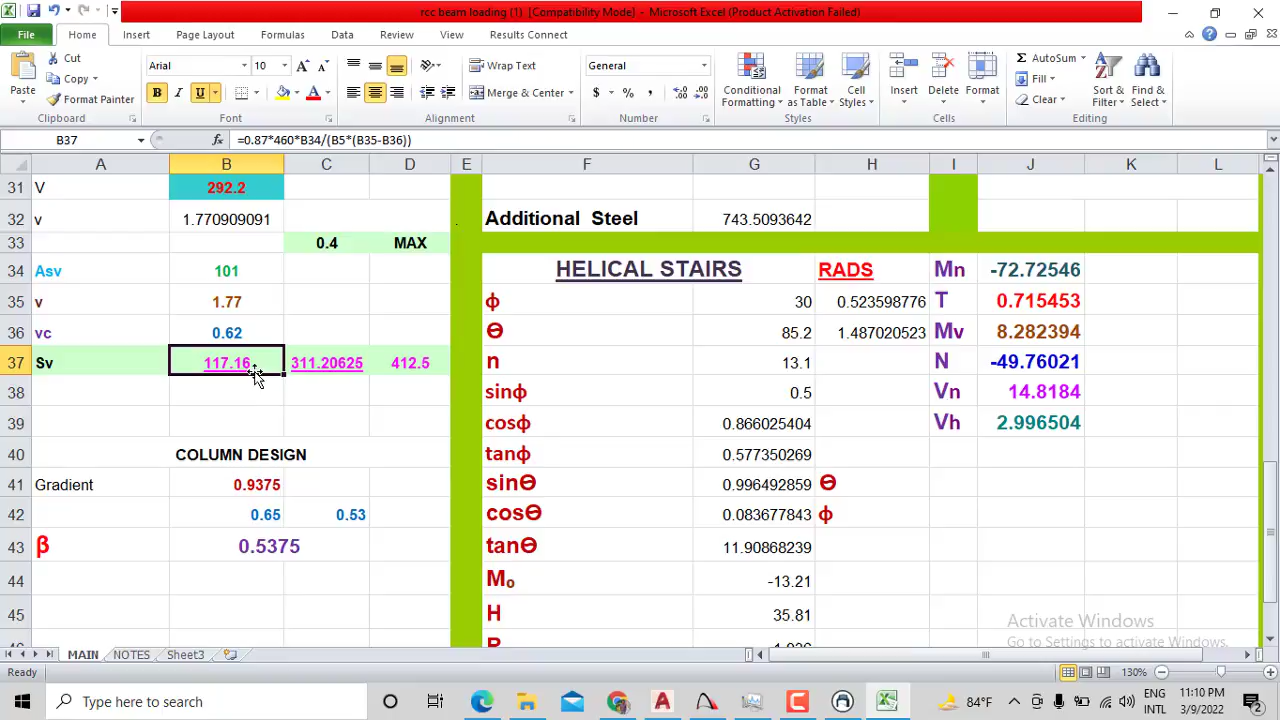 rcc beam loading (1) [Compatibility Mode] - Microsoft Excel (Product Activation Failed)
File Home Insert Page Layout Formulas Data Review View Results Connect
Cut
Copy
Format Painter
Paste
Clipboard
Arial 10
B I U
Font
Wrap Text
Merge & Center
Alignment
General
$ % ,
Number
Conditional Formatting
Format as Table
Cell Styles
Styles
Insert Delete Format
Cells
Σ AutoSum
Fill
Clear
Sort & Filter
Find & Select
Editing
B37 fx =0.87*460*B34/(B5*(B35-B36))
A B C D E F G H I J K L
31 V 292.2
32 v 1.770909091 . Additional Steel 743.5093642
33 0.4 MAX
34 Asv 101 HELICAL STAIRS RADS Mn -72.72546
35 v 1.77 ϕ 30 0.523598776 T 0.715453
36 vc 0.62 Ѳ 85.2 1.487020523 Mv 8.282394
37 Sv 117.16 311.20625 412.5 n 13.1 N -49.76021
38 sinϕ 0.5 Vn 14.8184
39 cosϕ 0.866025404 Vh 2.996504
40 COLUMN DESIGN tanϕ 0.577350269
41 Gradient 0.9375 sinѲ 0.996492859 Ѳ
42 0.65 0.53 cosѲ 0.083677843 ϕ
43 β 0.5375 tanѲ 11.90868239
44 M₀ -13.21
45 H 35.81
Activate Windows
Go to Settings to activate Windows.
MAIN NOTES Sheet3
Ready 130%
Type here to search
84°F
ENG
INTL
11:10 PM
3/9/2022
2